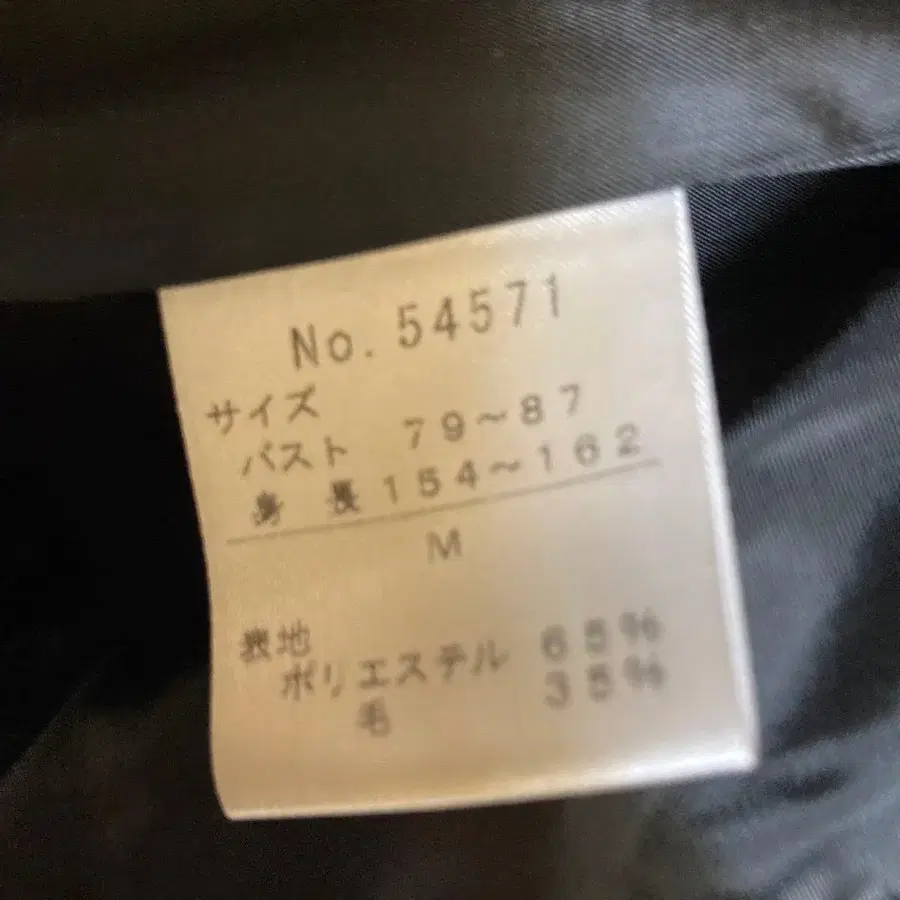 No. 54571
サイズ
バスト 79～87
身 長 154～162
M
表地
ポリエステル 65%
毛 35%